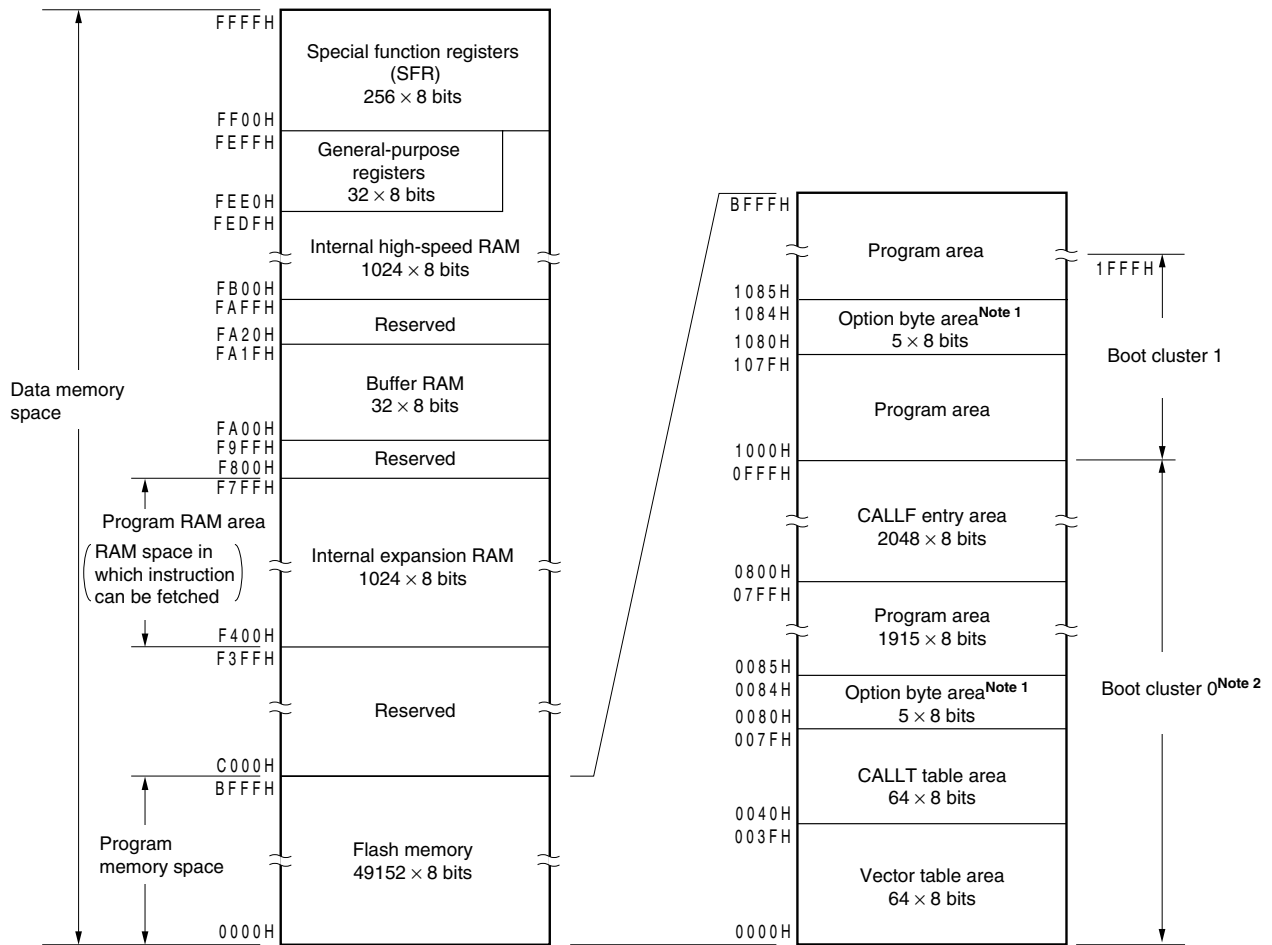 FFFFH
Special function registers
(SFR)
256 × 8 bits
FF00H
FEFFH
General-purpose
registers
32 × 8 bits
FEE0H
FEDFH
Internal high-speed RAM
1024 × 8 bits
FB00H
FAFFH
Reserved
FA20H
FA1FH
Buffer RAM
32 × 8 bits
FA00H
F9FFH
Reserved
F800H
F7FFH
Internal expansion RAM
1024 × 8 bits
F400H
F3FFH
Reserved
C000H
BFFFH
Flash memory
49152 × 8 bits
0000H
Data memory
space
Program RAM area
(RAM space in
which instruction
can be fetched)
Program
memory space
BFFFH
Program area
1FFFH
1085H
1084H
Option byte area Note 1
5 × 8 bits
1080H
107FH
Boot cluster 1
Program area
1000H
0FFFH
CALLF entry area
2048 × 8 bits
0800H
07FFH
Program area
1915 × 8 bits
0085H
0084H
Option byte area Note 1
5 × 8 bits
Boot cluster 0 Note 2
0080H
007FH
CALLT table area
64 × 8 bits
0040H
003FH
Vector table area
64 × 8 bits
0000H